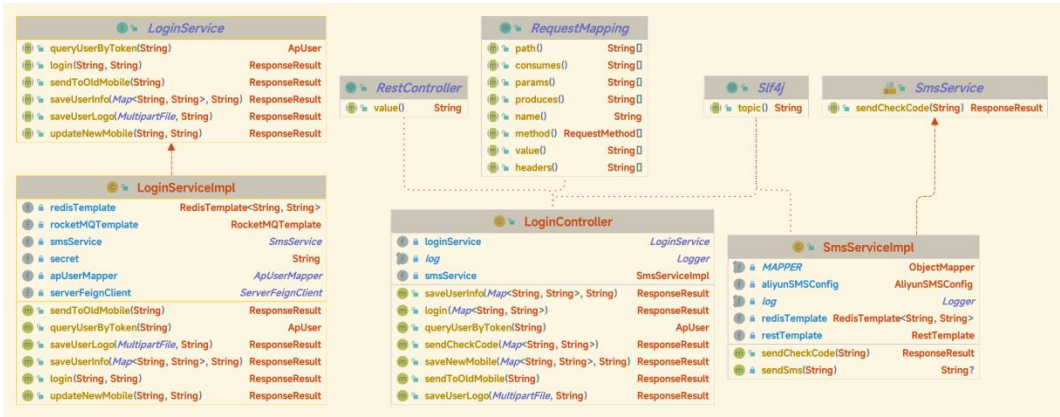 LoginService
queryUserByToken(String) ApUser
login(String, String) ResponseResult
sendToOldMobile(String) ResponseResult
saveUserInfo(Map<String, String>, String) ResponseResult
saveUserLogo(MultipartFile, String) ResponseResult
updateNewMobile(String, String) ResponseResult
RequestMapping
path() String[]
consumes() String[]
params() String[]
produces() String[]
name() String
method() RequestMethod[]
value() String[]
headers() String[]
RestController
value() String
Slf4j
topic() String
SmsService
sendCheckCode(String) ResponseResult
LoginServiceImpl
redisTemplate RedisTemplate<String, String>
rocketMQTemplate RocketMQTemplate
smsService SmsService
secret String
apUserMapper ApUserMapper
serverFeignClient ServerFeignClient
sendToOldMobile(String) ResponseResult
queryUserByToken(String) ApUser
saveUserLogo(MultipartFile, String) ResponseResult
saveUserInfo(Map<String, String>, String) ResponseResult
login(String, String) ResponseResult
updateNewMobile(String, String) ResponseResult
LoginController
loginService LoginService
log Logger
smsService SmsServiceImpl
saveUserInfo(Map<String, String>, String) ResponseResult
login(Map<String, String>) ResponseResult
queryUserByToken(String) ApUser
sendCheckCode(Map<String, String>) ResponseResult
saveNewMobile(Map<String, String>, String) ResponseResult
sendToOldMobile(String) ResponseResult
saveUserLogo(MultipartFile, String) ResponseResult
SmsServiceImpl
MAPPER ObjectMapper
aliyunSMSConfig AliyunSMSConfig
log Logger
redisTemplate RedisTemplate<String, String>
restTemplate RestTemplate
sendCheckCode(String) ResponseResult
sendSms(String) String?